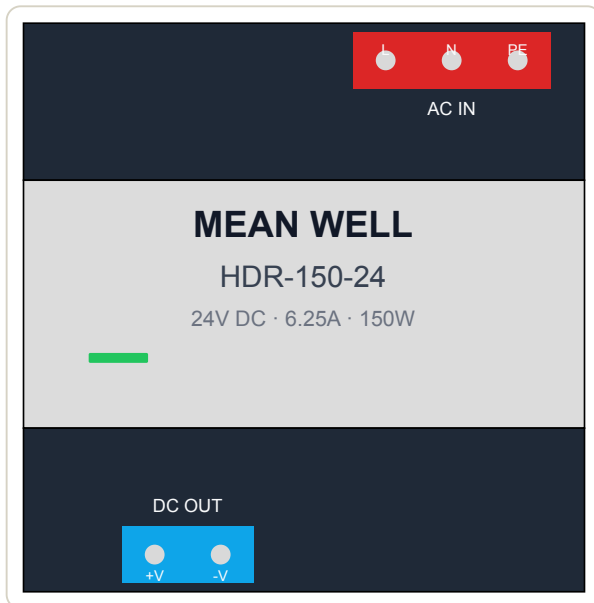 L N PE
AC IN
MEAN WELL
HDR-150-24
24V DC · 6.25A · 150W
DC OUT
+V -V